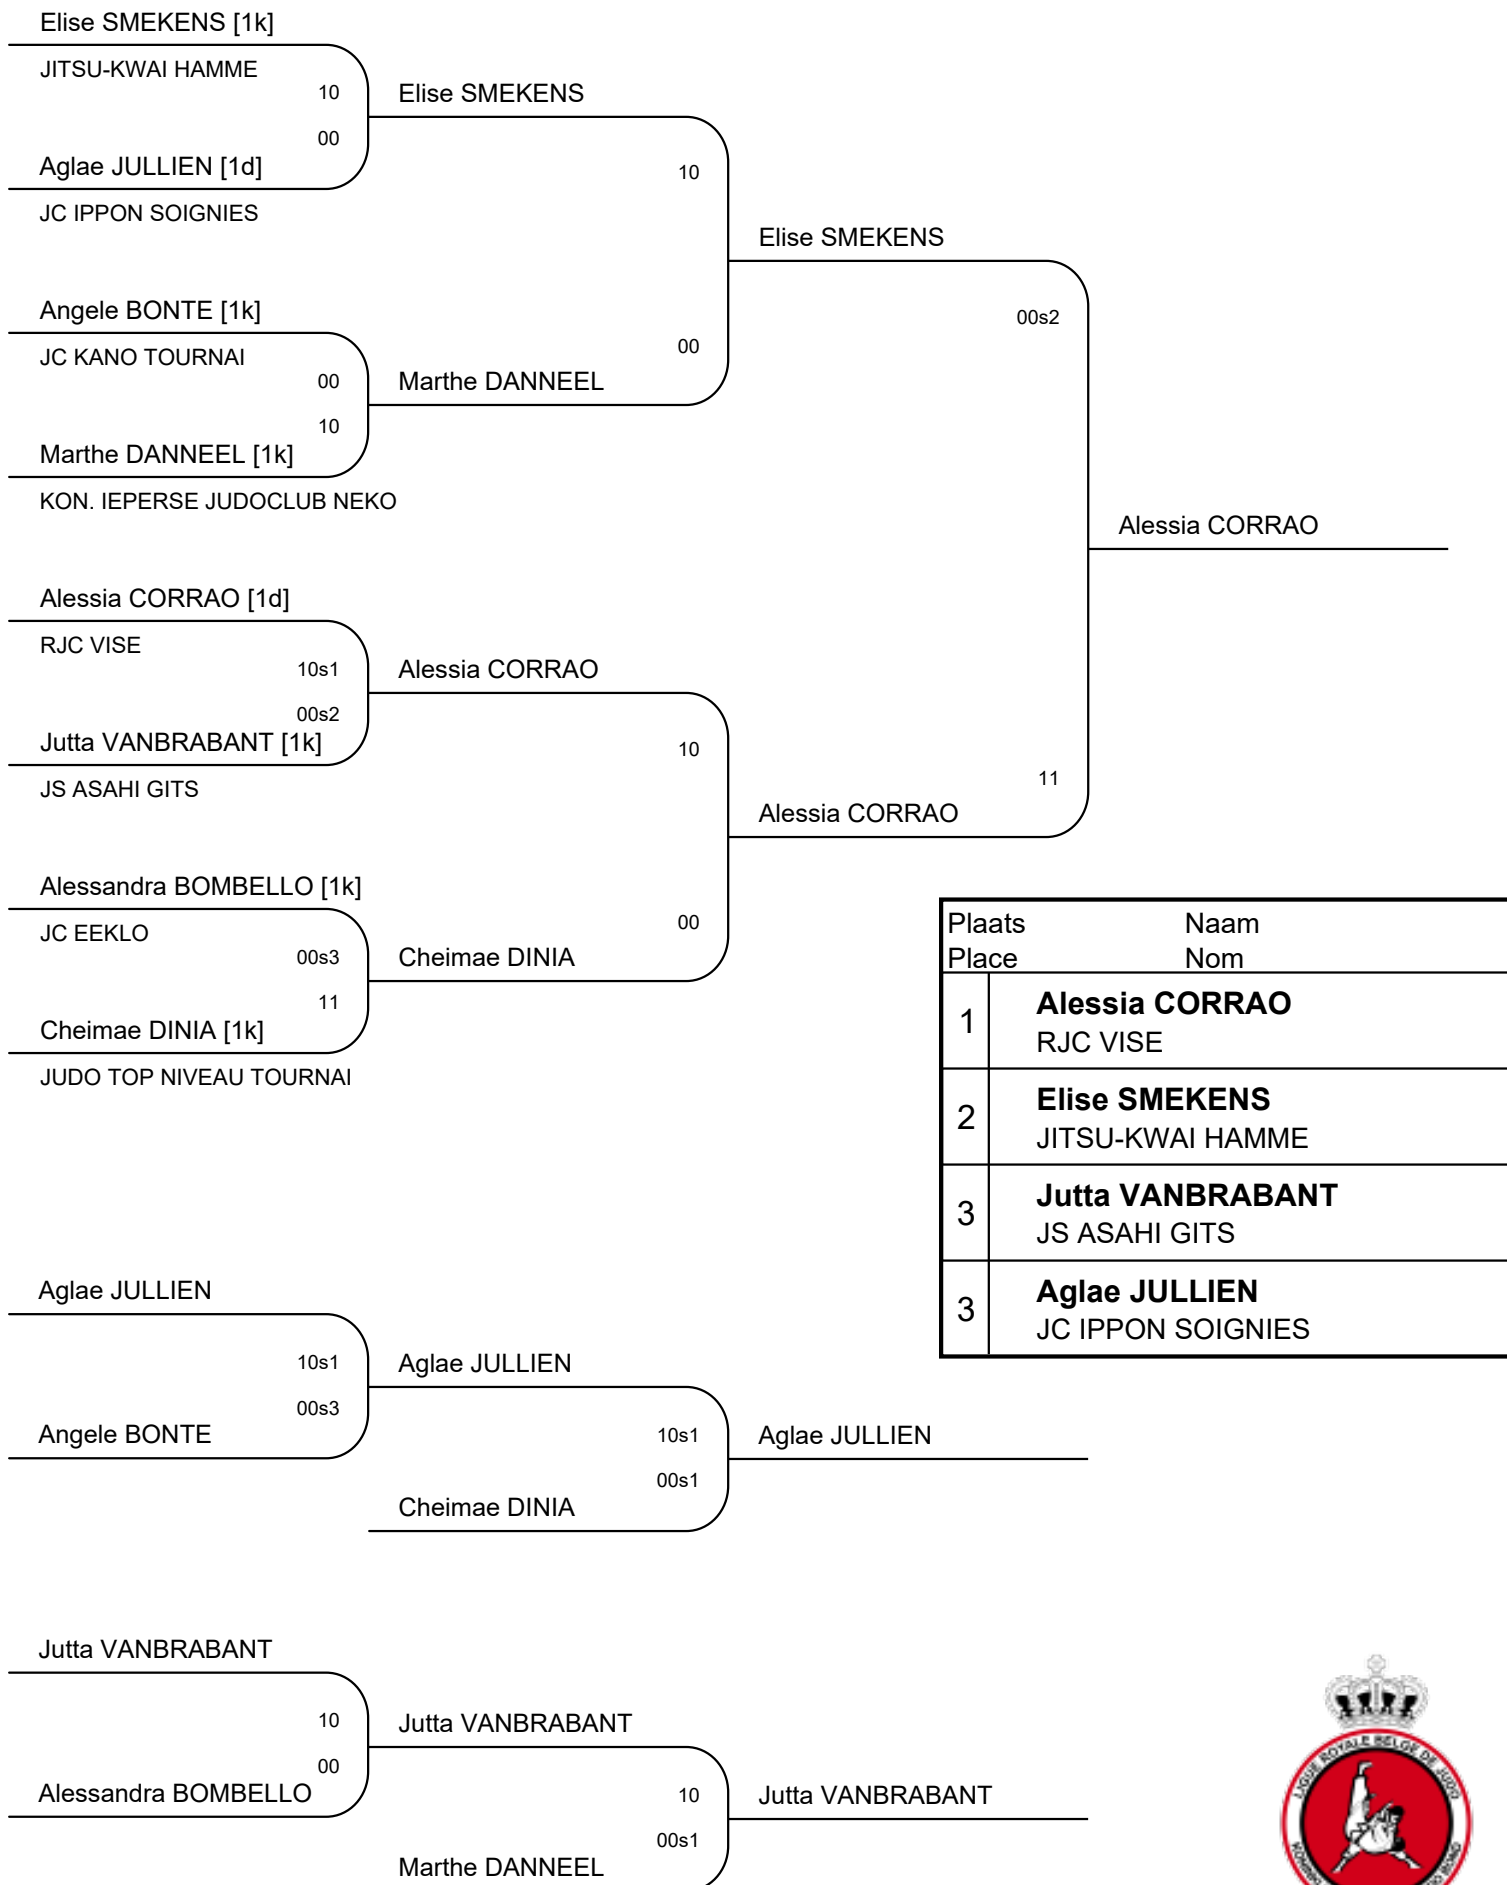 Elise SMEKENS [1k]
JITSU-KWAI HAMME
10
00
Aglae JULLIEN [1d]
JC IPPON SOIGNIES
Elise SMEKENS
10
00
Angele BONTE [1k]
JC KANO TOURNAI
00
10
Marthe DANNEEL [1k]
KON. IEPERSE JUDOCLUB NEKO
Marthe DANNEEL
Elise SMEKENS
00s2
11
Alessia CORRAO
Alessia CORRAO [1d]
RJC VISE
10s1
00s2
Jutta VANBRABANT [1k]
JS ASAHI GITS
Alessia CORRAO
10
00
Alessia CORRAO
Alessandra BOMBELLO [1k]
JC EEKLO
00s3
11
Cheimae DINIA [1k]
JUDO TOP NIVEAU TOURNAI
Cheimae DINIA
Plaats Naam
Place Nom
1 Alessia CORRAO
RJC VISE
2 Elise SMEKENS
JITSU-KWAI HAMME
3 Jutta VANBRABANT
JS ASAHI GITS
3 Aglae JULLIEN
JC IPPON SOIGNIES
Aglae JULLIEN
10s1
00s3
Angele BONTE
Aglae JULLIEN
10s1
00s1
Cheimae DINIA
Aglae JULLIEN
Jutta VANBRABANT
10
00
Alessandra BOMBELLO
Jutta VANBRABANT
10
00s1
Marthe DANNEEL
Jutta VANBRABANT
LIGUE ROYALE BELGE DE JUDO